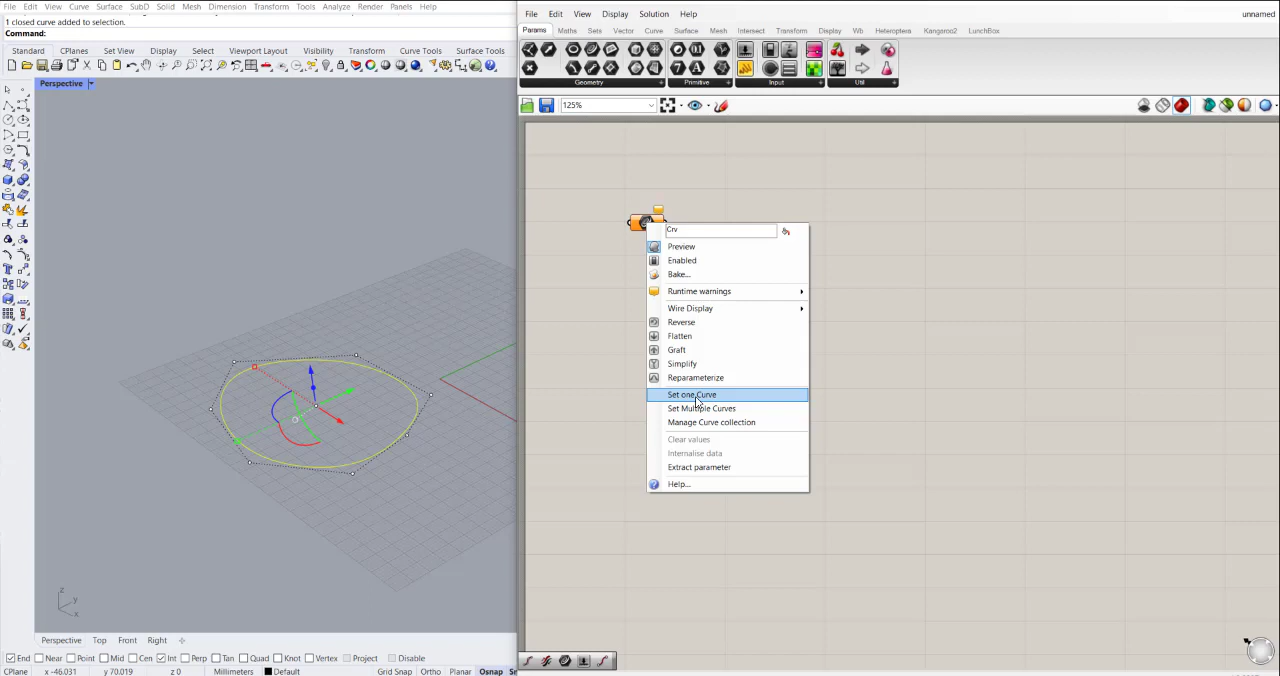 File Edit View Curve Surface SubD Solid Mesh Dimension Transform Tools Analyze Render Panels Help
1 closed curve added to selection.
Command:
Standard CPlanes Set View Display Select Viewport Layout Visibility Transform Curve Tools Surface Tools
Perspective
z
y
x
Perspective Top Front Right
End Near Point Mid Cen Int Perp Tan Quad Knot Vertex Project Disable
CPlane x -46.031 y 70.019 z 0 Millimeters Default Grid Snap Ortho Planar Osnap
File Edit View Display Solution Help unnamed
Params Maths Sets Vector Curve Surface Mesh Intersect Transform Display Wb Heteroptera Kangaroo2 LunchBox
Geometry Primitive Input Util
125%
Crv
Preview
Enabled
Bake...
Runtime warnings
Wire Display
Reverse
Flatten
Graft
Simplify
Reparameterize
Set one Curve
Set Multiple Curves
Manage Curve collection
Clear values
Internalise data
Extract parameter
Help...